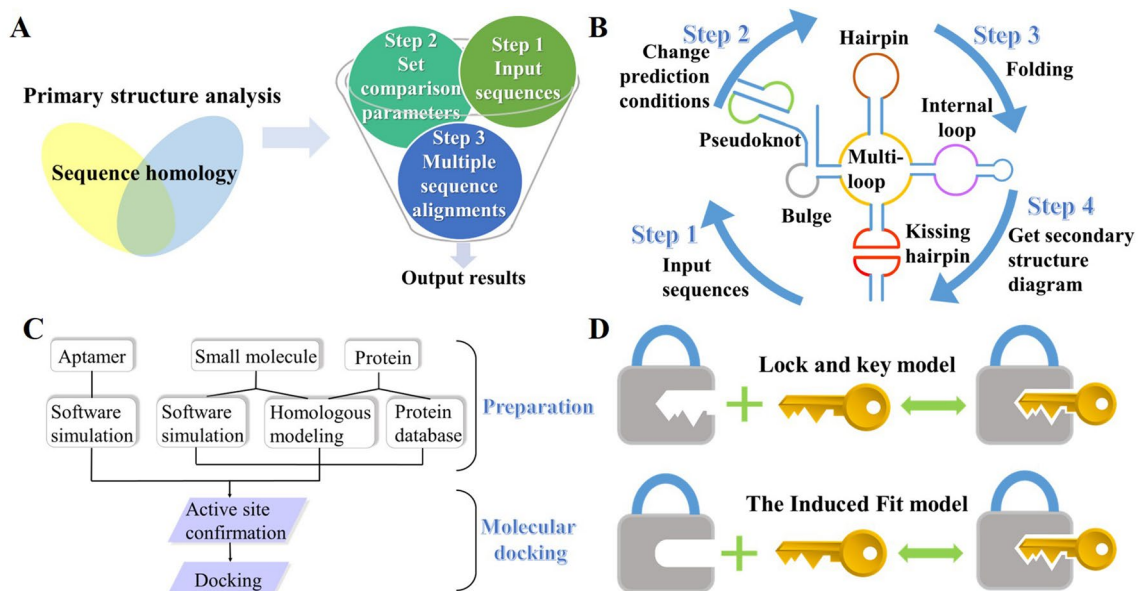 A
Primary structure analysis
Sequence homology
Step 2
Set
comparison
parameters
Step 1
Input
sequences
Step 3
Multiple
sequence
alignments
Output results
B
Step 2
Change
prediction
conditions
Hairpin
Step 3
Folding
Pseudoknot
Internal
loop
Multi-
loop
Bulge
Step 1
Input
sequences
Kissing
hairpin
Step 4
Get secondary
structure
diagram
C
Aptamer
Small molecule
Protein
Software
simulation
Software
simulation
Homologous
modeling
Protein
database
Preparation
Active site
confirmation
Docking
Molecular
docking
D
Lock and key model
The Induced Fit model